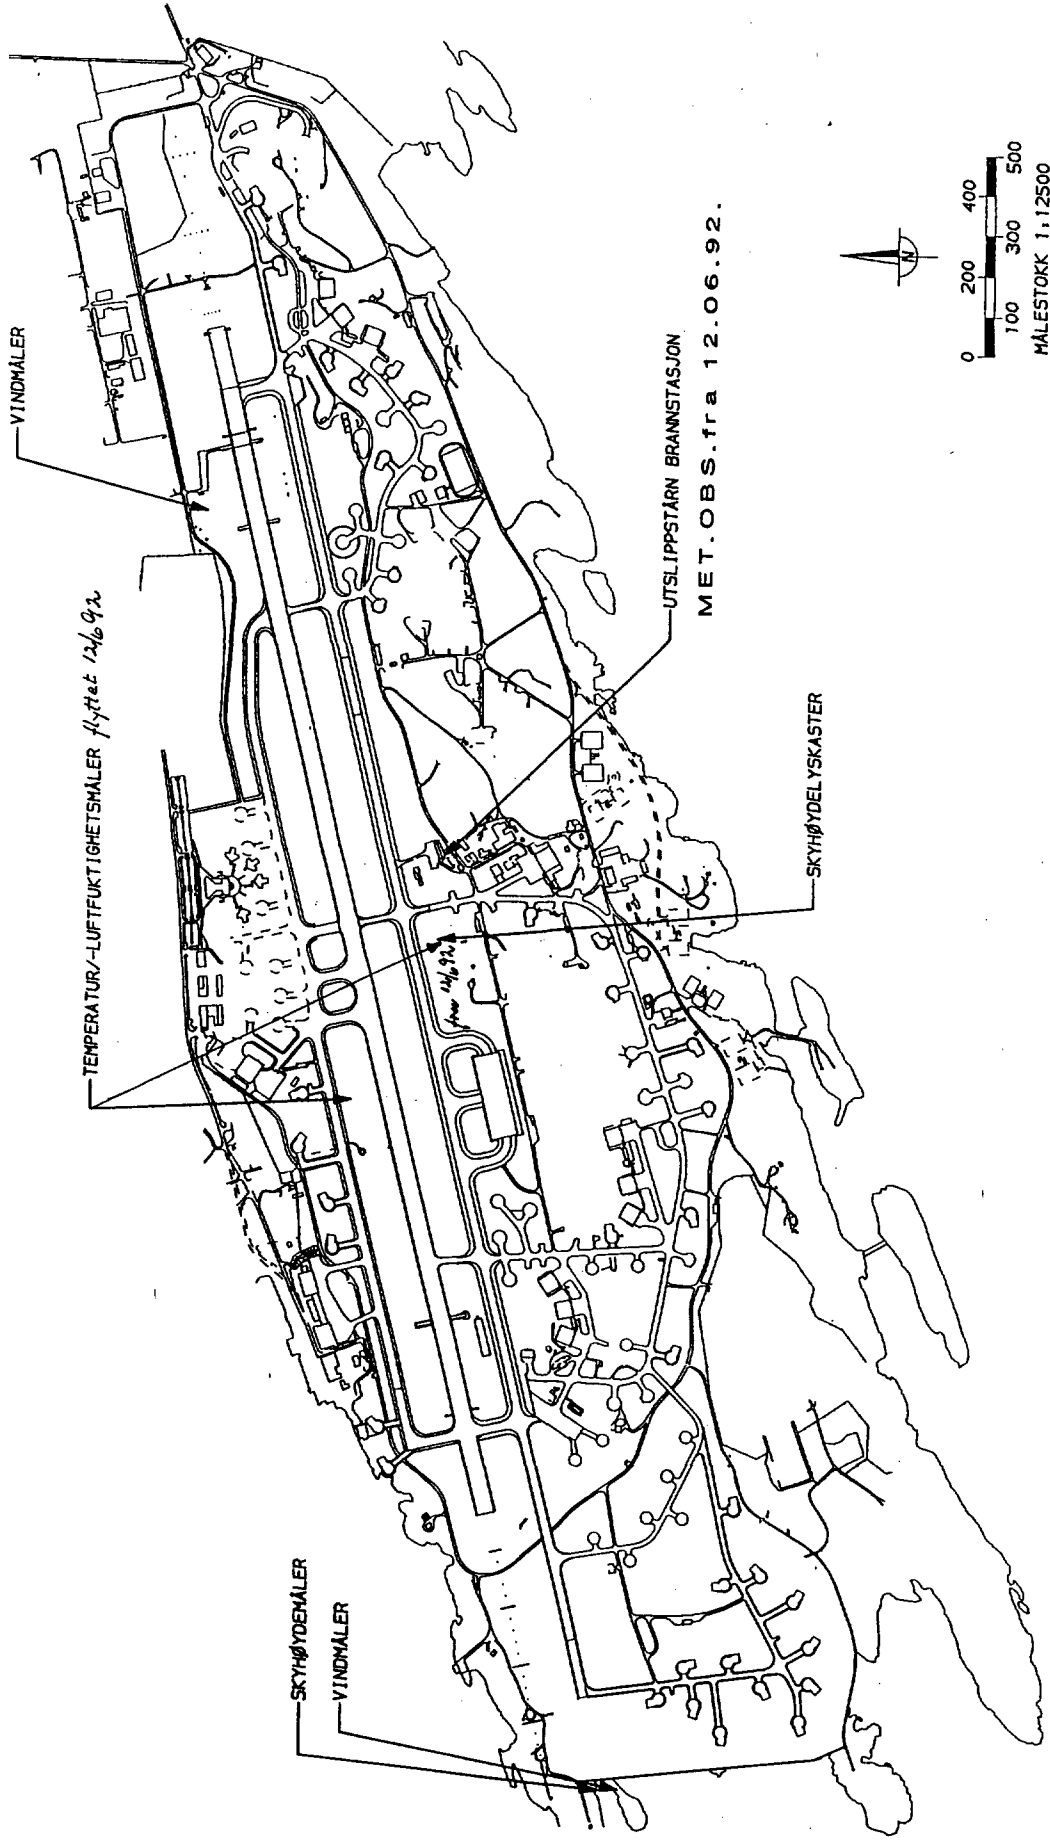 SKYHØYDEMÅLER
VINDMÅLER
TEMPERATUR/-LUFTFUKTIGHETSMÅLER flyttet 12/6 92
VINDMÅLER
12/6 92
UTSLIPPSTÅRN BRANNSTASJON
MET.OBS.fra 12.06.92.
SKYHØYDELYSKASTER
N
0 200 400
100 300 500
MÅLESTOKK 1:12500